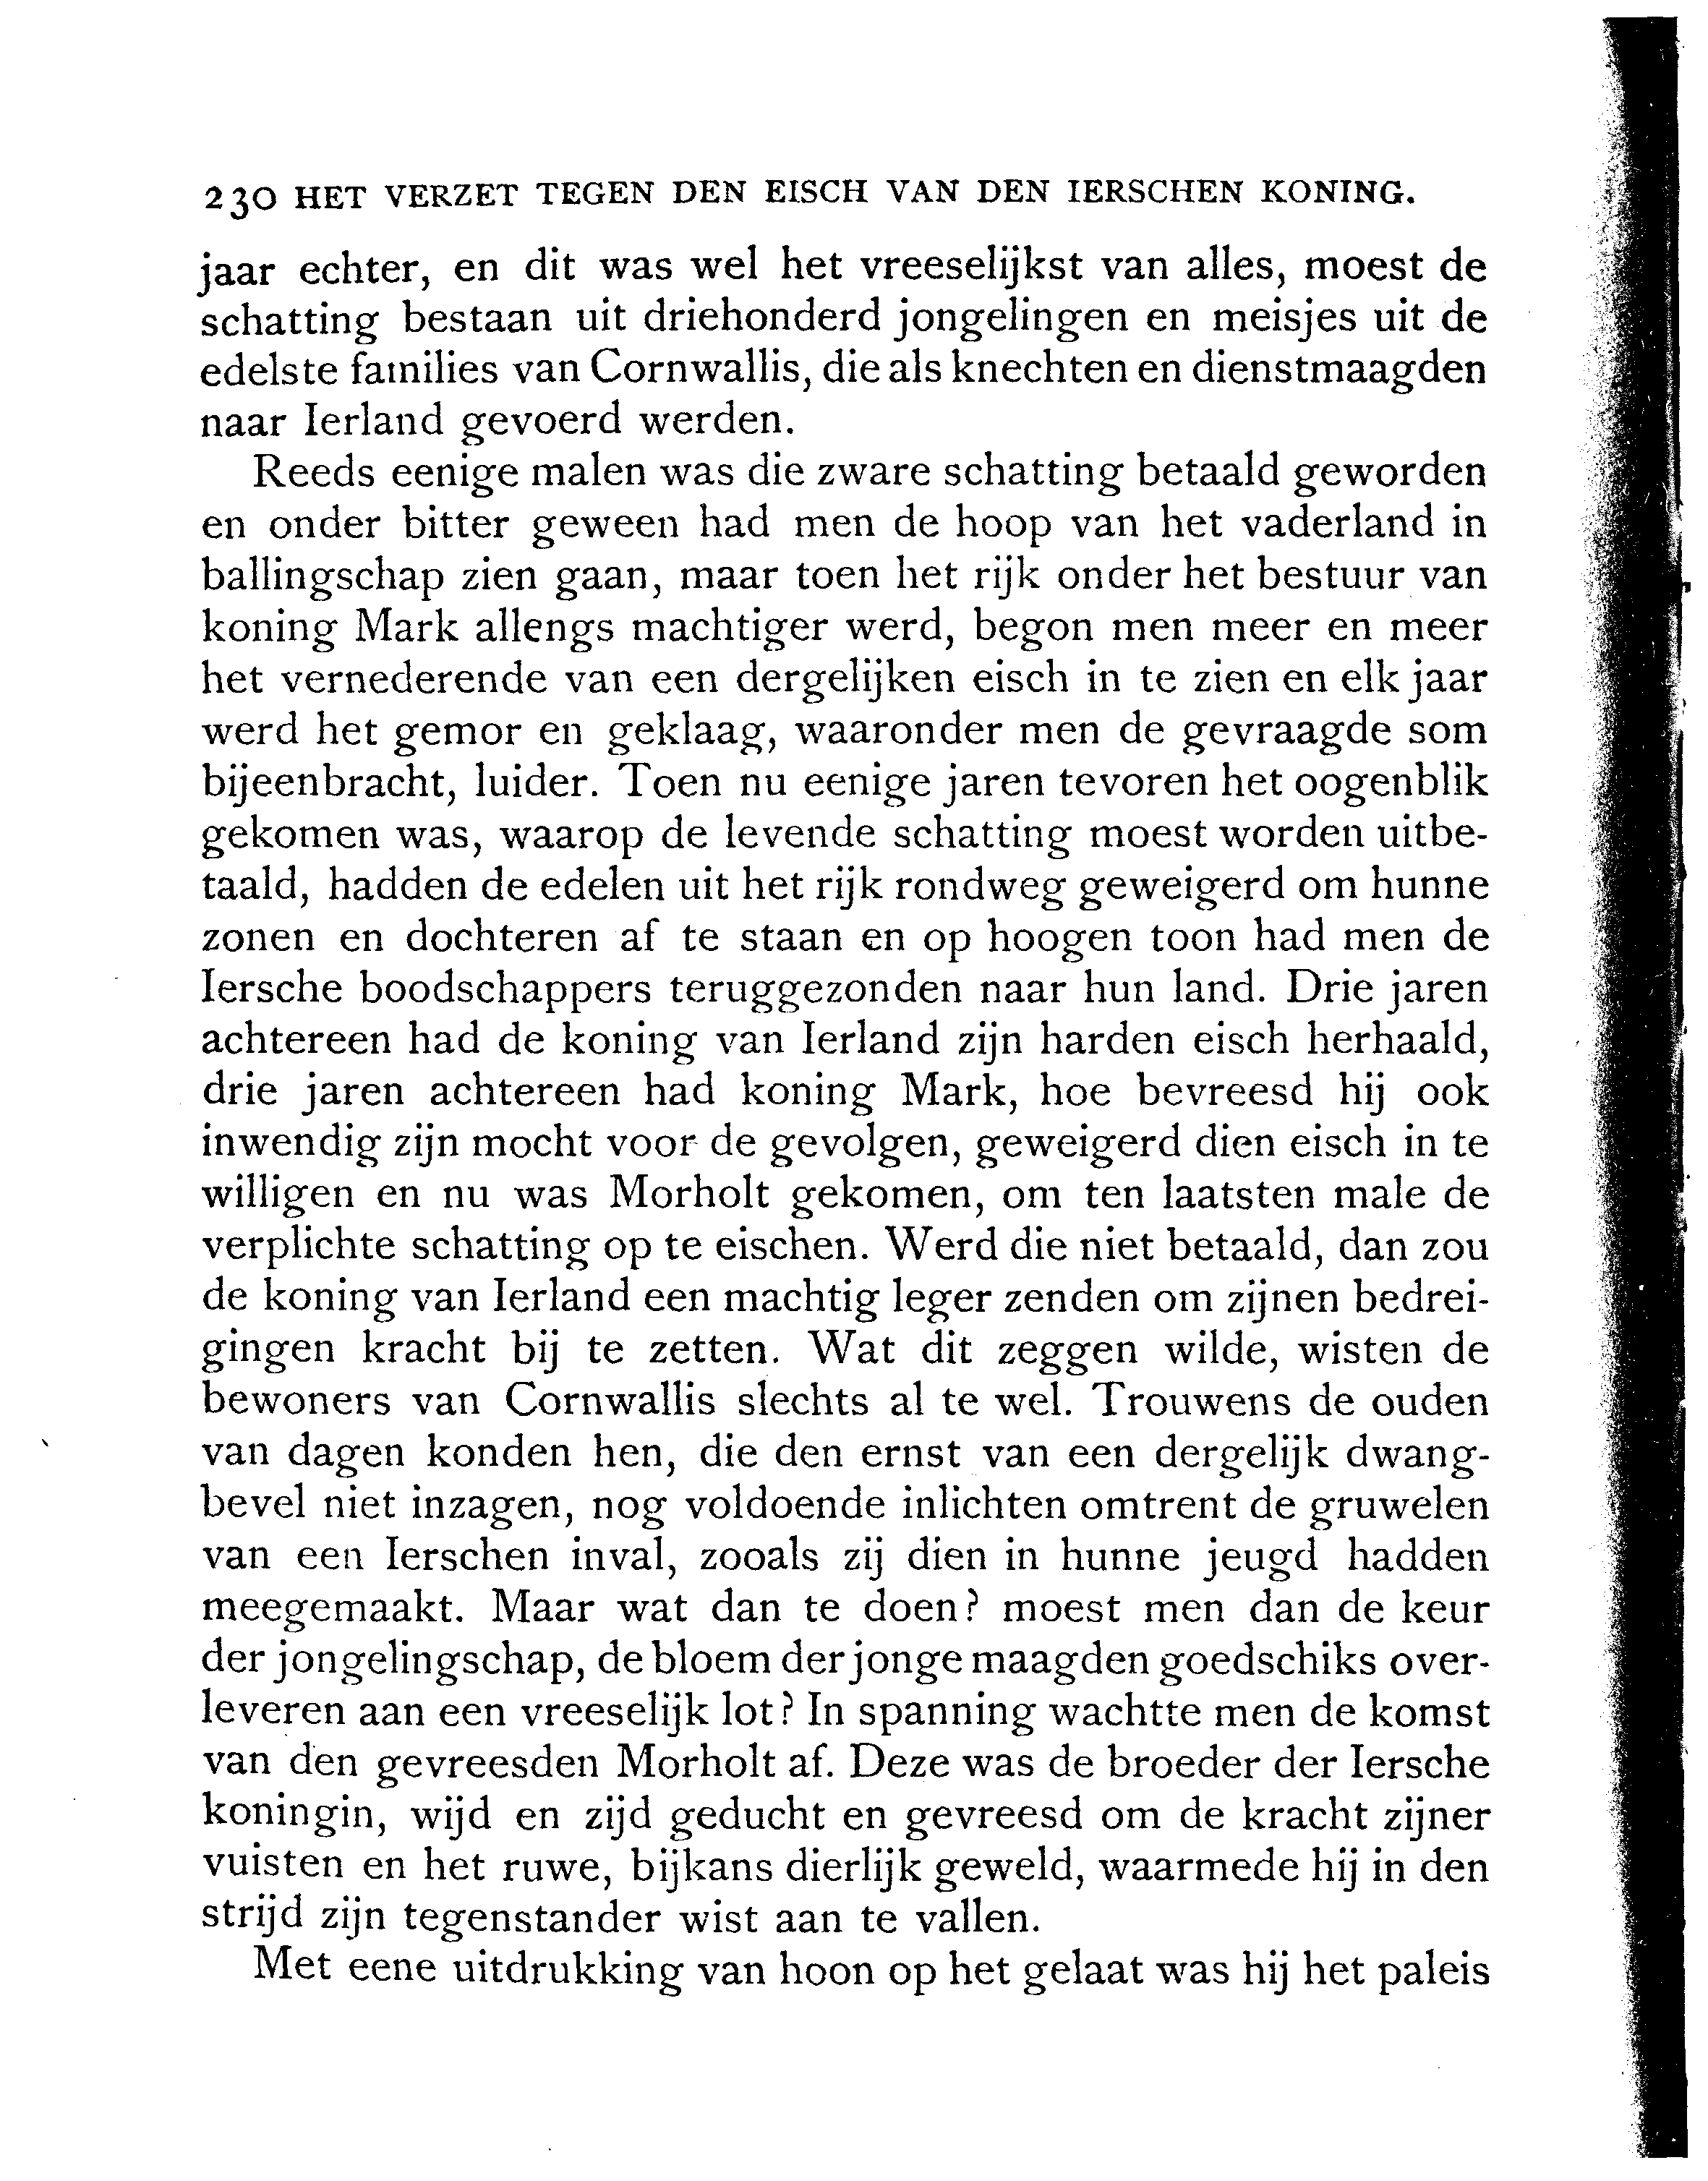 230 HET VERZET TEGEN DEN EISCH VAN DEN IERSCHEN KONING.
jaar echter, en dit was wel het vreeselijkst van alles, moest de
schatting bestaan uit driehonderd jongelingen en meisjes uit de
edelste families van Cornwallis, die als knechten en dienstmaagden
naar Ierland gevoerd werden.
Reeds eenige malen was die zware schatting betaald geworden
en onder bitter geween had men de hoop van het vaderland in
ballingschap zien gaan, maar toen het rijk onder het bestuur van
koning Mark allengs machtiger werd, begon men meer en meer
het vernederende van een dergelijken eisch in te zien en elk jaar
werd het gemor en geklaag, waaronder men de gevraagde som
bijeenbracht, luider. Toen nu eenige jaren tevoren het oogenblik
gekomen was, waarop de levende schatting moest worden uitbe-
taald, hadden de edelen uit het rijk rondweg geweigerd om hunne
zonen en dochteren af te staan en op hoogen toon had men de
Iersche boodschappers teruggezonden naar hun land. Drie jaren
achtereen had de koning van Ierland zijn harden eisch herhaald,
drie jaren achtereen had koning Mark, hoe bevreesd hij ook
inwendig zijn mocht voor de gevolgen, geweigerd dien eisch in te
willigen en nu was Morholt gekomen, om ten laatsten male de
verplichte schatting op te eischen. Werd die niet betaald, dan zou
de koning van Ierland een machtig leger zenden om zijnen bedrei-
gingen kracht bij te zetten. Wat dit zeggen wilde, wisten de
bewoners van Cornwallis slechts al te wel. Trouwens de ouden
van dagen konden hen, die den ernst van een dergelijk dwang-
bevel niet inzagen, nog voldoende inlichten omtrent de gruwelen
van een Ierschen inval, zooals zij dien in hunne jeugd hadden
meegemaakt. Maar wat dan te doen? moest men dan de keur
der jongelingschap, de bloem der jonge maagden goedschiks over-
leveren aan een vreeselijk lot? In spanning wachtte men de komst
van den gevreesden Morholt af. Deze was de broeder der Iersche
koningin, wijd en zijd geducht en gevreesd om de kracht zijner
vuisten en het ruwe, bijkans dierlijk geweld, waarmede hij in den
strijd zijn tegenstander wist aan te vallen.
Met eene uitdrukking van hoon op het gelaat was hij het paleis